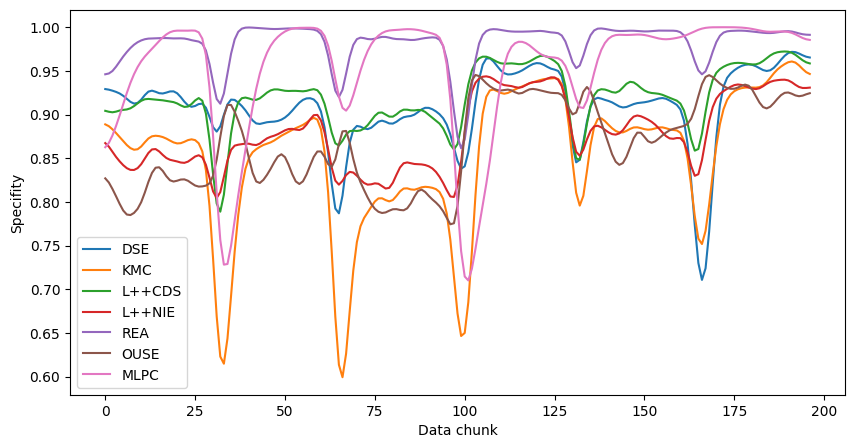 1.00
0.95
0.90
0.85
0.80
0.75
0.70
0.65
0.60
Specifity
DSE
KMC
L++CDS
L++NIE
REA
OUSE
MLPC
0 25 50 75 100 125 150 175 200
Data chunk